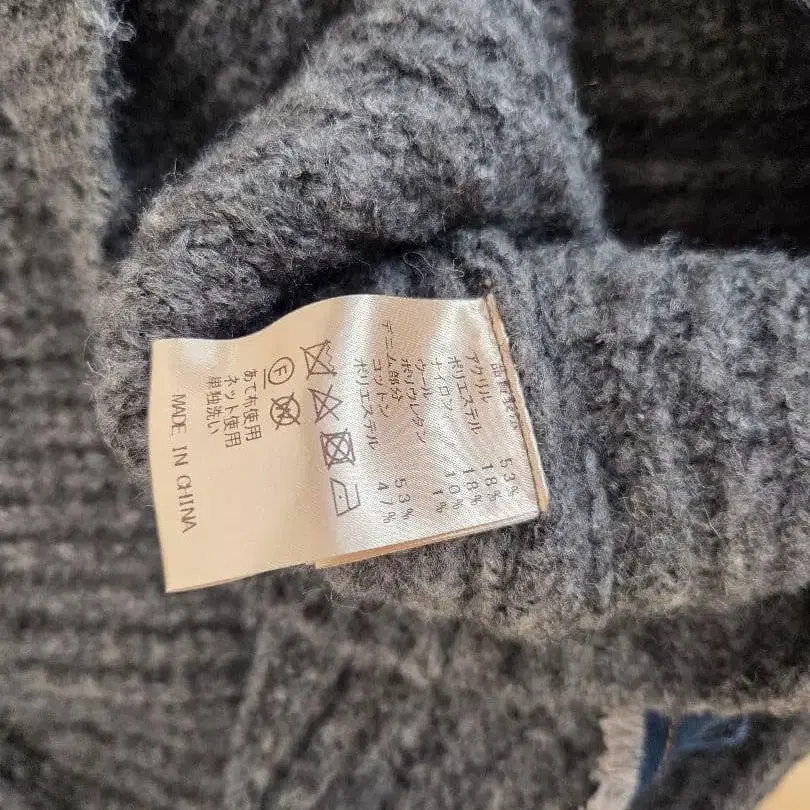 アクリル 53%
ポリエステル 18%
ナイロン 18%
ウール 10%
ポリウレタン 1%
デニム部分
コットン 53%
ポリエステル 47%
F
あて布使用
ネット使用
単独洗い
MADE IN CHINA